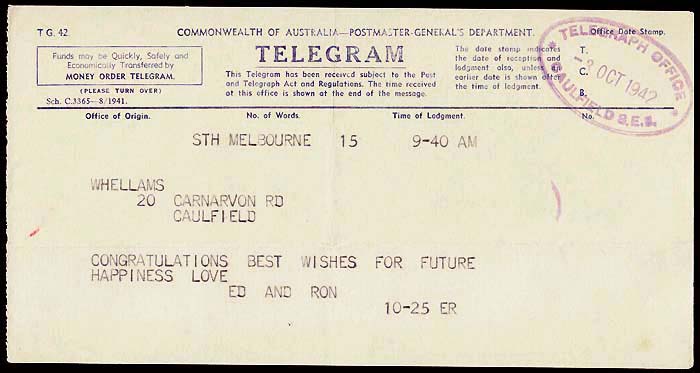 T G. 42.
COMMONWEALTH OF AUSTRALIA—POSTMASTER-GENERAL'S DEPARTMENT.
Office Date Stamp.
Funds may be Quickly, Safely and
Economically Transferred by
MONEY ORDER TELEGRAM.
(PLEASE TURN OVER)
Sch. C.3365—8/1941.
TELEGRAM
This Telegram has been received subject to the Post
and Telegraph Act and Regulations. The time received
at this office is shown at the end of the message.
The date stamp indicates
the date of reception and
lodgment also, unless an
earlier date is shown after
the time of lodgment.
T.
C.
B.
TELEGRAPH OFFICE
OCT 1942
CAULFIELD S.E.
Office of Origin. No. of Words. Time of Lodgment. No.
STH MELBOURNE 15 9-40 AM
WHELLAMS
20 CARNARVON RD
CAULFIELD
CONGRATULATIONS BEST WISHES FOR FUTURE
HAPPINESS LOVE
ED AND RON
10-25 ER